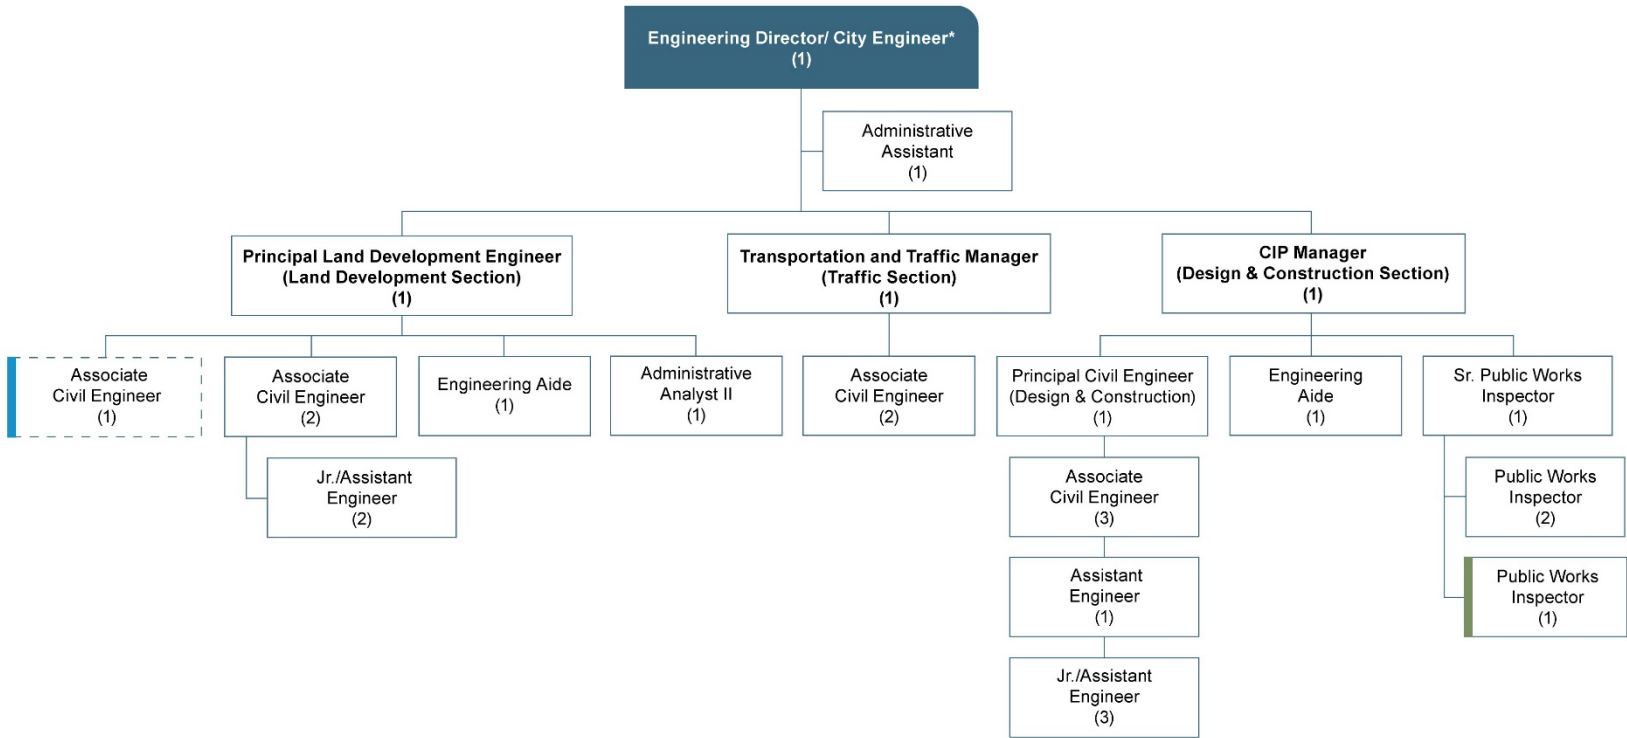 Engineering Director/ City Engineer*
(1)
Administrative
Assistant
(1)
Principal Land Development Engineer
(Land Development Section)
(1)
Transportation and Traffic Manager
(Traffic Section)
(1)
CIP Manager
(Design & Construction Section)
(1)
Associate
Civil Engineer
(1)
Associate
Civil Engineer
(2)
Engineering Aide
(1)
Administrative
Analyst II
(1)
Associate
Civil Engineer
(2)
Principal Civil Engineer
(Design & Construction)
(1)
Engineering
Aide
(1)
Sr. Public Works
Inspector
(1)
Jr./Assistant
Engineer
(2)
Associate
Civil Engineer
(3)
Public Works
Inspector
(2)
Assistant
Engineer
(1)
Public Works
Inspector
(1)
Jr./Assistant
Engineer
(3)